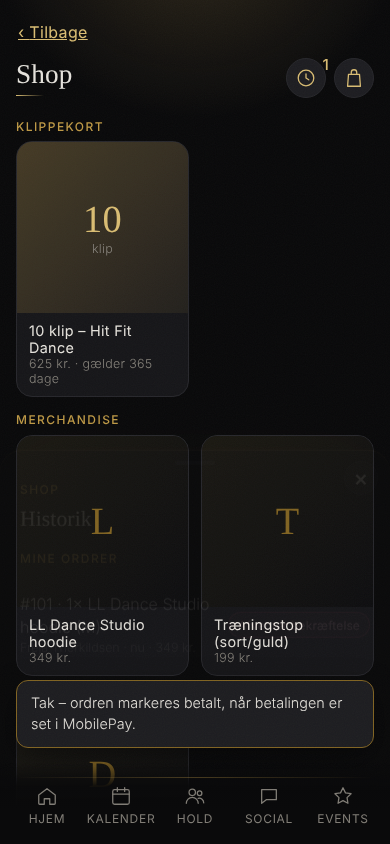 ‹ Tilbage
Shop
1
KLIPPEKORT
10
klip
10 klip – Hit Fit
Dance
625 kr. · gælder 365
dage
MERCHANDISE
SHOP
Historik
MINE ORDRER
#101 · 1× LL Dance Studio
L
T
LL Dance Studio
hoodie
349 kr.
Træningstop
(sort/guld)
199 kr.
Tak – ordren markeres betalt, når betalingen er
set i MobilePay.
D
HJEM
KALENDER
HOLD
SOCIAL
EVENTS